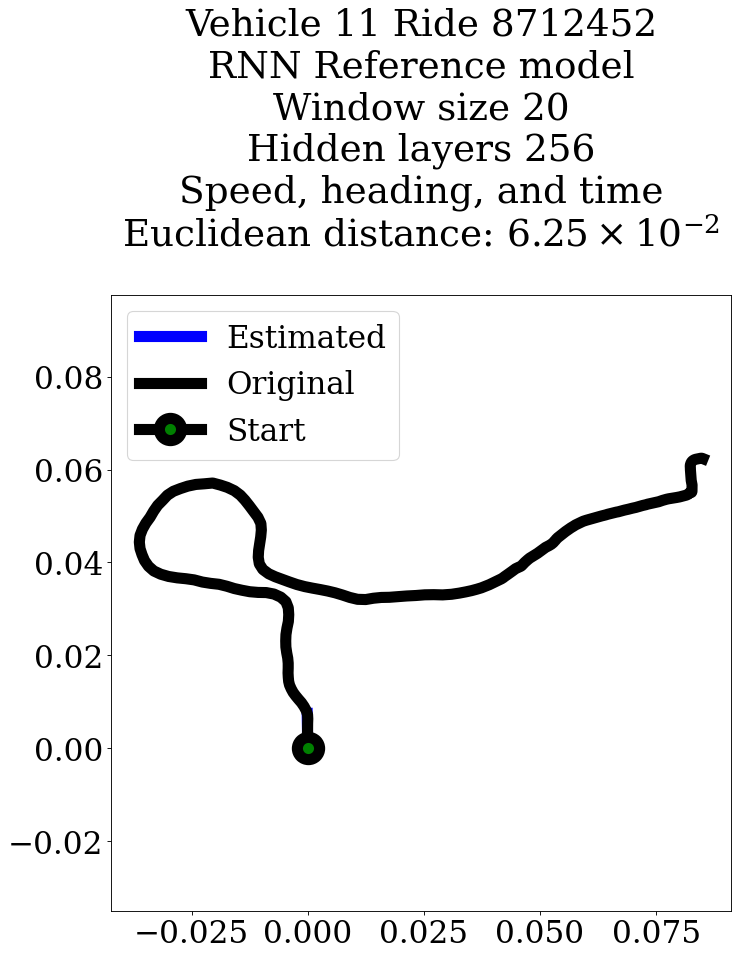 Vehicle 11 Ride 8712452
RNN Reference model
Window size 20
Hidden layers 256
Speed, heading, and time
Euclidean distance: 6.25 × 10⁻²
Estimated
Original
Start
0.08
0.06
0.04
0.02
0.00
−0.02
−0.025 0.000 0.025 0.050 0.075